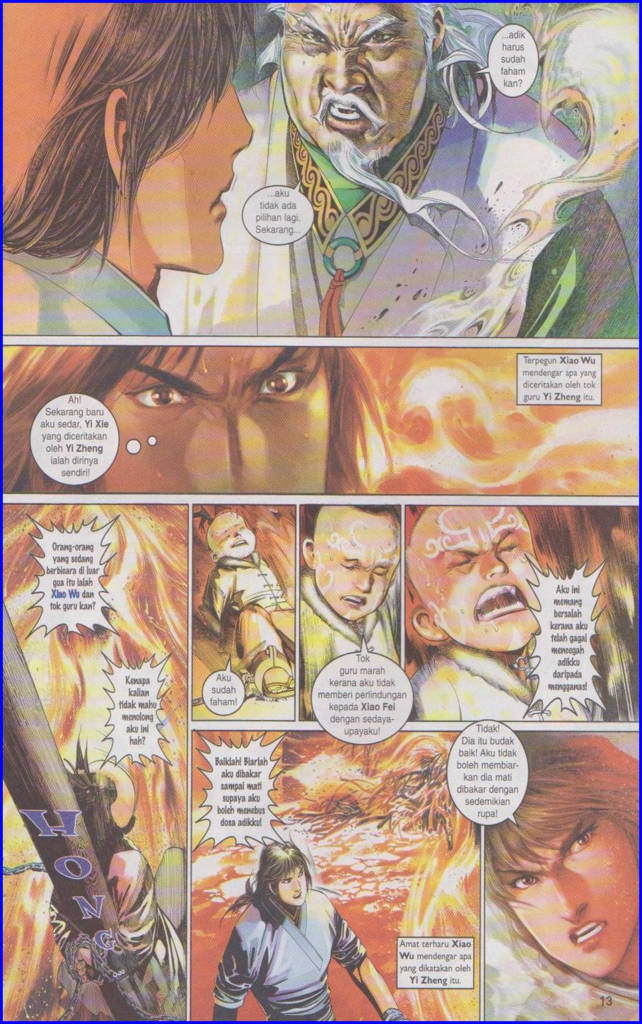 ...adik
harus
sudah
faham
kan?
...aku
tidak ada
pilihan lagi.
Sekarang...
Terpegun Xiao Wu
mendengar apa yang
diceritakan oleh tok
guru Yi Zheng itu.
Ah!
Sekarang baru
aku sedar, Yi Xie
yang diceritakan
oleh Yi Zheng
ialah dirinya
sendiri!
Orang-orang
yang sedang
berbicara di luar
gua itu ialah
Xiao Wu dan
tok guru kan?
Kenapa
kalian
tidak mahu
menolong
aku ini
hah?
HONG
Aku
sudah
faham!
Tok
guru marah
kerana aku tidak
memberi perlindungan
kepada Xiao Fei
dengan sedaya-
upayaku!
Aku ini
memang
bersalah
kerana aku
telah gagal
mencegah
adikku
daripada
mengganas!
Baiklah! Biarlah
aku dibakar
sampai mati
supaya aku
boleh menebus
dosa adikku!
Amat terharu Xiao
Wu mendengar apa
yang dikatakan oleh
Yi Zheng itu.
Tidak!
Dia itu budak
baik! Aku tidak
boleh membiar-
kan dia mati
dibakar dengan
sedemikian
rupa!
13